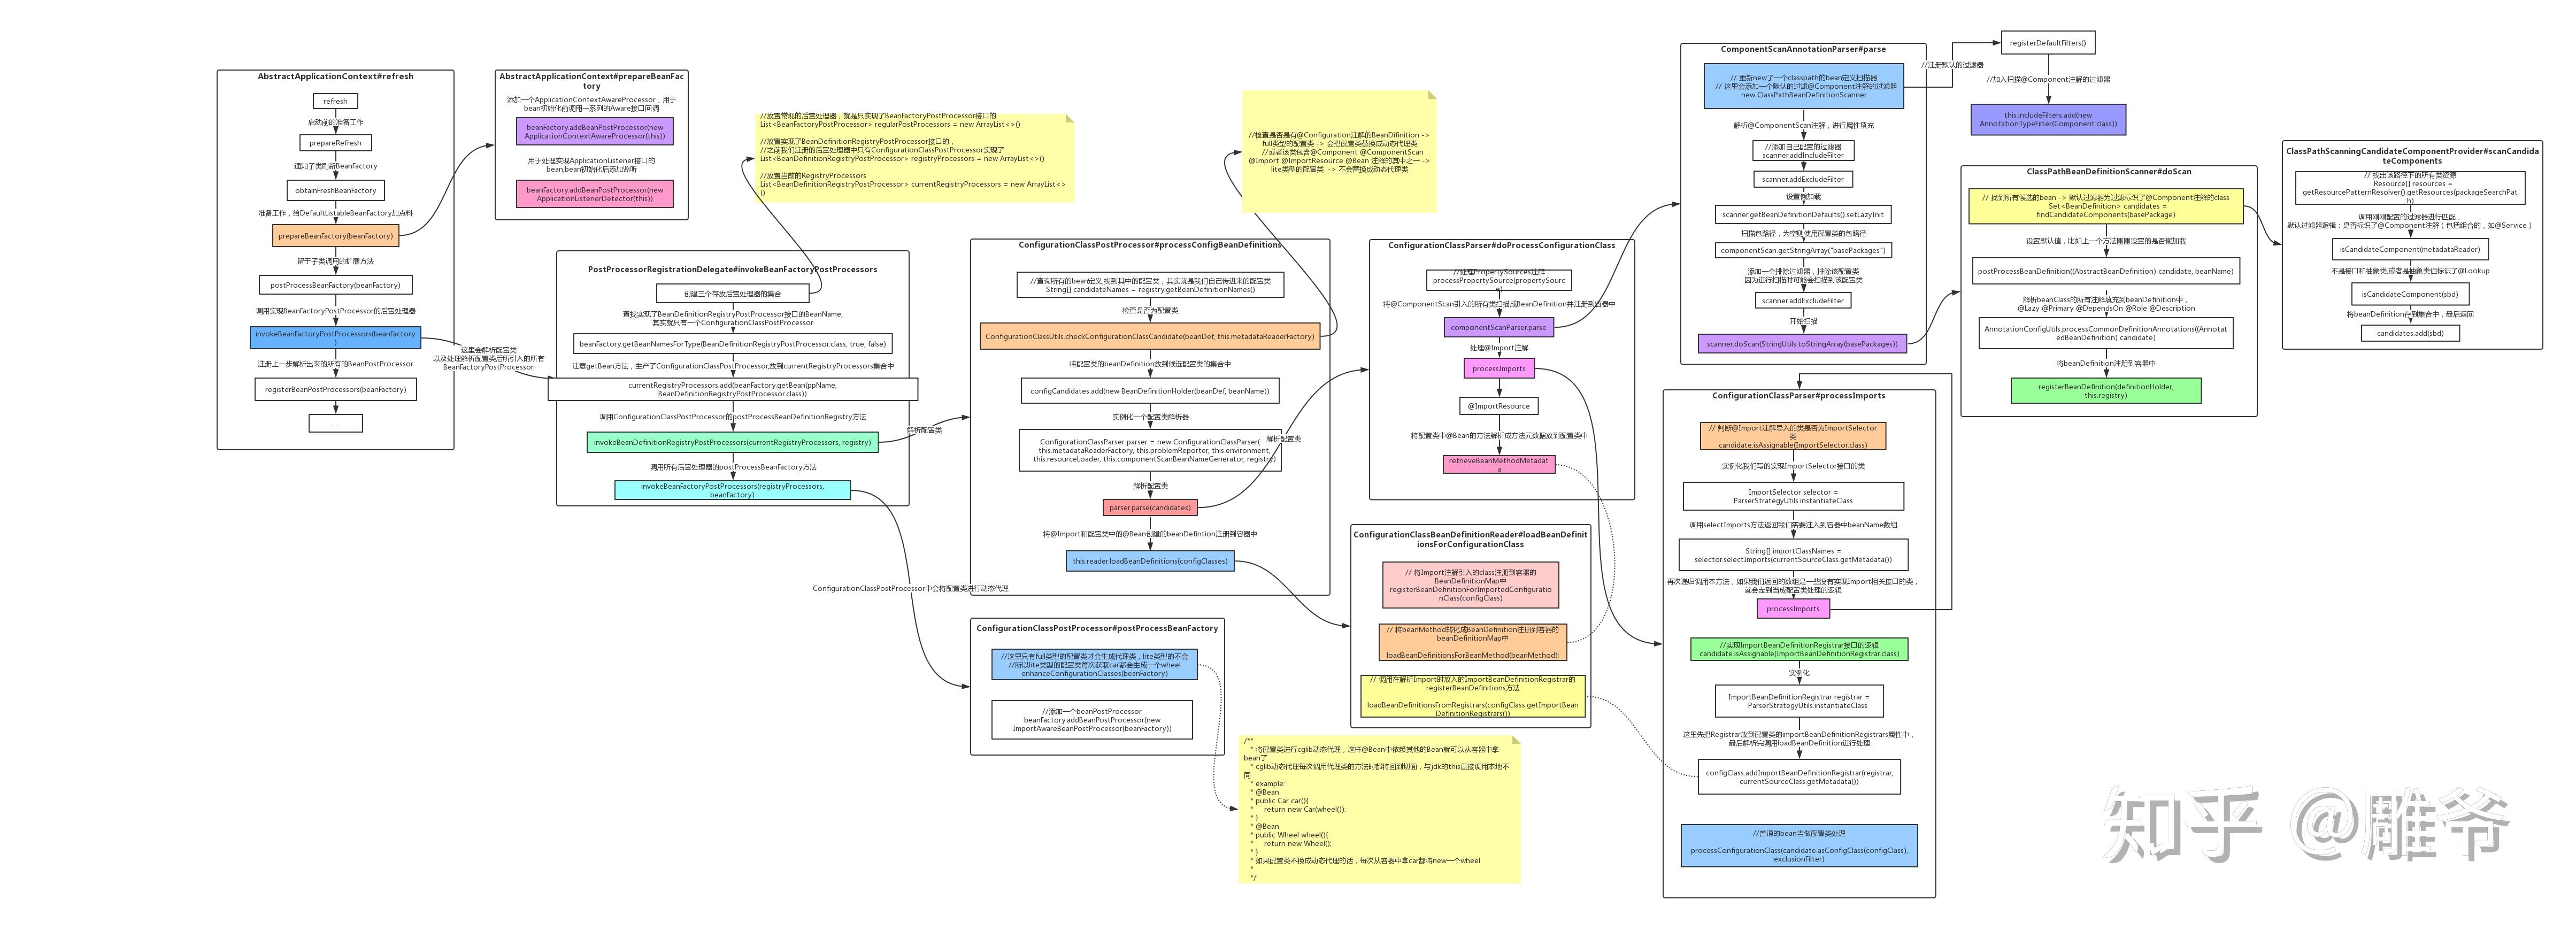 AbstractApplicationContext#refresh
refresh
启动前的准备工作
prepareRefresh
通知子类刷新BeanFactory
obtainFreshBeanFactory
准备工作，给DefaultListableBeanFactory加点料
prepareBeanFactory(beanFactory)
留于子类调用的扩展方法
postProcessBeanFactory(beanFactory)
调用实现BeanFactoryPostProcessor的后置处理器
invokeBeanFactoryPostProcessors(beanFactory
)
注册上一步解析出来的所有的BeanPostProcessor
registerBeanPostProcessors(beanFactory)
......
这里会解析配置类
以及处理解析配置类后所引入的所有
BeanFactoryPostProcessor
AbstractApplicationContext#prepareBeanFac
tory
添加一个ApplicationContextAwareProcessor，用于
bean初始化前调用一系列的Aware接口回调
beanFactory.addBeanPostProcessor(new
ApplicationContextAwareProcessor(this))
用于处理实现ApplicationListener接口的
bean,bean初始化后添加监听
beanFactory.addBeanPostProcessor(new
ApplicationListenerDetector(this))
//放置常规的后置处理器，就是只实现了BeanFactoryPostProcessor接口的
List<BeanFactoryPostProcessor> regularPostProcessors = new ArrayList<>()
//放置实现了BeanDefinitionRegistryPostProcessor接口的，
//之前我们注册的后置处理器中只有ConfigurationClassPostProcessor实现了
List<BeanDefinitionRegistryPostProcessor> registryProcessors = new ArrayList<>()
//放置当前的RegistryProcessors
List<BeanDefinitionRegistryPostProcessor> currentRegistryProcessors = new ArrayList<>
()
PostProcessorRegistrationDelegate#invokeBeanFactoryPostProcessors
创建三个存放后置处理器的集合
查找实现了BeanDefinitionRegistryPostProcessor接口的BeanName,
其实就只有一个ConfigurationClassPostProcessor
beanFactory.getBeanNamesForType(BeanDefinitionRegistryPostProcessor.class, true, false)
注意getBean方法，生产了ConfigurationClassPostProcessor,放到currentRegistryProcessors集合中
currentRegistryProcessors.add(beanFactory.getBean(ppName,
BeanDefinitionRegistryPostProcessor.class))
调用ConfigurationClassPostProcessor的postProcessBeanDefinitionRegistry方法
invokeBeanDefinitionRegistryPostProcessors(currentRegistryProcessors, registry)
调用所有后置处理器的postProcessBeanFactory方法
invokeBeanFactoryPostProcessors(registryProcessors,
beanFactory)
解析配置类
ConfigurationClassPostProcessor中会将配置类进行动态代理
ConfigurationClassPostProcessor#processConfigBeanDefinitions
//查询所有的bean定义,找到其中的配置类，其实就是我们自己传进来的配置类
String[] candidateNames = registry.getBeanDefinitionNames()
检查是否为配置类
ConfigurationClassUtils.checkConfigurationClassCandidate(beanDef, this.metadataReaderFactory)
将配置类的bean放到候选配置类的集合中
configCandidates.add(new BeanDefinitionHolder(beanDef, beanName))
实例化一个配置类解析器
ConfigurationClassParser parser = new ConfigurationClassParser(
this.metadataReaderFactory, this.problemReporter, this.environment,
this.resourceLoader, this.componentScanBeanNameGenerator, registry)
解析配置类
parser.parse(candidates)
将@Import和配置类中的@Bean创建的beanDefintion注册到容器中
this.reader.loadBeanDefinitions(configClasses)
解析配置类
//检查是否是有@Configuration注解的BeanDifinition ->
full类型的配置类 -> 会把配置类替换成动态代理类
//或者该类包含@Component @ComponentScan
@Import @ImportResource @Bean 注解的其中之一 ->
lite类型的配置类 -> 不会替换成动态代理类
ConfigurationClassPostProcessor#postProcessBeanFactory
//这里只有full类型的配置类才会生成代理类，lite类型的不会
//所以lite类型的配置类每次获取car都会生成一个wheel
enhanceConfigurationClasses(beanFactory)
//添加一个beanPostProcessor
beanFactory.addBeanPostProcessor(new
ImportAwareBeanPostProcessor(beanFactory))
/**
* 将配置类进行cglib动态代理，这样@Bean中依赖其他的Bean就可以从容器中拿
bean了
* cglib动态代理每次调用代理类的方法时都将回到切面，与jdk的this直接调用本地不
同
* example:
* @Bean
* public Car car(){
* return new Car(wheel());
* }
* @Bean
* public Wheel wheel(){
* return new Wheel();
* }
* 如果配置类不换成动态代理的话，每次从容器中拿car都将new一个wheel
*
*/
ConfigurationClassParser#doProcessConfigurationClass
//处理PropertySources注解
processPropertySource(propertySourc
e)
将@ComponentScan引入的所有类扫描成BeanDefinition并注册到容器中
componentScanParser.parse
处理@Import注解
processImports
@ImportResource
将配置类中@Bean的方法解析成方法元数据放到配置类中
retrieveBeanMethodMetadat
a
ConfigurationClassBeanDefinitionReader#loadBeanDefinit
ionsForConfigurationClass
// 将Import注解引入的class注册到容器的
BeanDefinitionMap中
registerBeanDefinitionForImportedConfiguratio
nClass(configClass)
// 将beanMethod转化成BeanDefinition注册到容器的
beanDefinitionMap中
loadBeanDefinitionsForBeanMethod(beanMethod);
// 调用在解析Import时放入的ImportBeanDefinitionRegistrar的
registerBeanDefinitions方法
loadBeanDefinitionsFromRegistrars(configClass.getImportBean
DefinitionRegistrars())
ComponentScanAnnotationParser#parse
// 重新new了一个classpath的bean定义扫描器
// 这里会添加一个默认的过滤@Component注解的过滤器
new ClassPathBeanDefinitionScanner
解析@ComponentScan注解，进行属性填充
//添加自己配置的过滤器
scanner.addIncludeFilter
scanner.addExcludeFilter
设置懒加载
scanner.getBeanDefinitionDefaults().setLazyInit
扫描包路径，为空则使用配置类的包路径
componentScan.getStringArray("basePackages")
添加一个排除过滤器，排除该配置类
因为进行扫描时可能会扫描到该配置类
scanner.addExcludeFilter
开始扫描
scanner.doScan(StringUtils.toStringArray(basePackages))
//注册默认的过滤器
registerDefaultFilters()
//加入扫描@Component注解的过滤器
this.includeFilters.add(new
AnnotationTypeFilter(Component.class))
ConfigurationClassParser#processImports
// 判断@Import注解导入的类是否为ImportSelector
类
candidate.isAssignable(ImportSelector.class)
实例化我们写的实现ImportSelector接口的类
ImportSelector selector =
ParserStrategyUtils.instantiateClass
调用selectImports方法返回我们需要注入到容器中beanName数组
String[] importClassNames =
selector.selectImports(currentSourceClass.getMetadata())
再次递归调用本方法，如果我们返回的数组是一些没有实现Import相关接口的类，
就会走到当成配置类处理的逻辑
processImports
//实现ImportBeanDefinitionRegistrar接口的逻辑
candidate.isAssignable(ImportBeanDefinitionRegistrar.class)
实例化
ImportBeanDefinitionRegistrar registrar =
ParserStrategyUtils.instantiateClass
这里先把Registrar放到配置类的importBeanDefinitionRegistrars属性中，
最后解析完调用loadBeanDefinition进行处理
configClass.addImportBeanDefinitionRegistrar(registrar,
currentSourceClass.getMetadata())
//普通的bean当做配置类处理
processConfigurationClass(candidate.asConfigClass(configClass),
exclusionFilter)
ClassPathBeanDefinitionScanner#doScan
// 找到所有候选的bean -> 默认过滤器为过滤标识了@Component注解的class
Set<BeanDefinition> candidates =
findCandidateComponents(basePackage)
设置默认值，比如上一个方法刚刚设置的是否懒加载
postProcessBeanDefinition((AbstractBeanDefinition) candidate, beanName)
解析beanClass的所有注解填充到beanDefinition中，
@Lazy @Primary @DependsOn @Role @Description
AnnotationConfigUtils.processCommonDefinitionAnnotations((Annotat
edBeanDefinition) candidate)
将beanDefinition注册到容器中
registerBeanDefinition(definitionHolder,
this.registry)
ClassPathScanningCandidateComponentProvider#scanCandida
teComponents
// 找出该路径下的所有类资源
Resource[] resources =
getResourcePatternResolver().getResources(packageSearchPat
h)
调用刚刚配置的过滤器进行匹配，
默认过滤器逻辑：是否标识了@Component注解（包括组合的，如@Service）
isCandidateComponent(metadataReader)
不是接口和抽象类,或者是抽象类但标识了@Lookup
isCandidateComponent(sbd)
将beanDefinition存到集合中，最后返回
candidates.add(sbd)
知乎 @雕爷